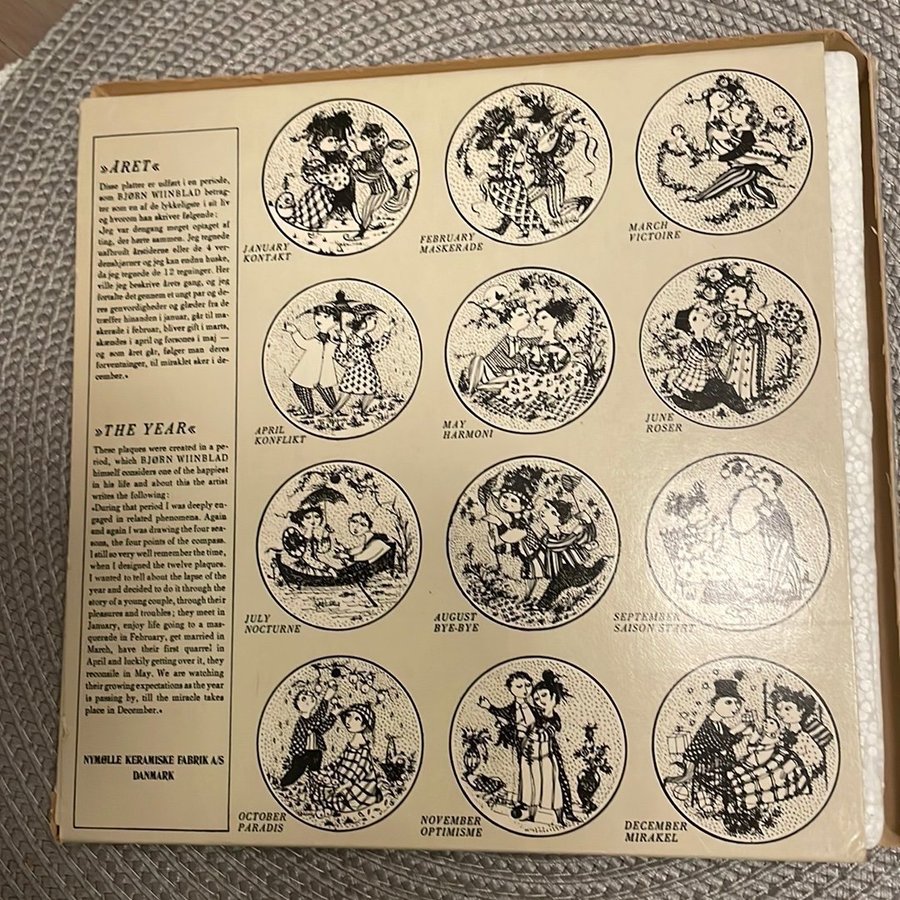 »ÅRET«
Disse platter er udført i en periode,
som BJØRN WIINBLAD betrag-
ter som en af de lykkeligste i sit liv
og hvorom han skriver følgende:
»Jeg var dengang meget optaget af
ting, der hørte sammen. Jeg tegnede
uafbrudt årstiderne eller de 4 ver-
denshjørner og jeg kan endnu huske,
da jeg tegnede de 12 tegninger. Her
ville jeg beskrive årets gang, og jeg
fortalte det gennem et ungt par og de-
res genvordigheder og glæder fra de
træffer hinanden i januar, går til ma-
skerade i februar, bliver gift i marts,
skændes i april og forsones i maj —
og som året går, følger man deres
forventninger, til miraklet sker i de-
cember.«
»THE YEAR«
These plaques were created in a pe-
riod, which BJØRN WIINBLAD
himself considers one of the happiest
in his life and about this the artist
writes the following:
»During that period I was deeply en-
gaged in related phenomena. Again
and again I was drawing the four sea-
sons, the four points of the compass.
I still so very well remember the time,
when I designed the twelve plaques.
I wanted to tell about the lapse of the
year and decided to do it through the
story of a young couple, through their
pleasures and troubles; they meet in
January, enjoy life going to a mas-
querade in February, get married in
March, have their first quarrel in
April and luckily getting over it, they
reconsile in May. We are watching
their growing expectations as the year
is passing by, till the miracle takes
place in December.«
NYMØLLE KERAMISKE FABRIK A/S
DANMARK
JANUARY
KONTAKT
FEBRUARY
MASKERADE
MARCH
VICTOIRE
APRIL
KONFLIKT
MAY
HARMONI
JUNE
ROSER
JULY
NOCTURNE
AUGUST
BYE-BYE
SEPTEMBER
SAISON START
OCTOBER
PARADIS
NOVEMBER
OPTIMISME
DECEMBER
MIRAKEL